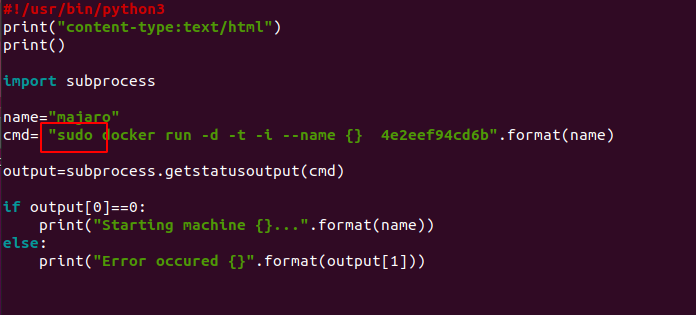 #!/usr/bin/python3
print("content-type:text/html")
print()
import subprocess
name="majaro"
cmd= "sudo docker run -d -t -i --name {}  4e2eef94cd6b".format(name)
output=subprocess.getstatusoutput(cmd)
if output[0]==0:
    print("Starting machine {}...".format(name))
else:
    print("Error occured {}".format(output[1]))